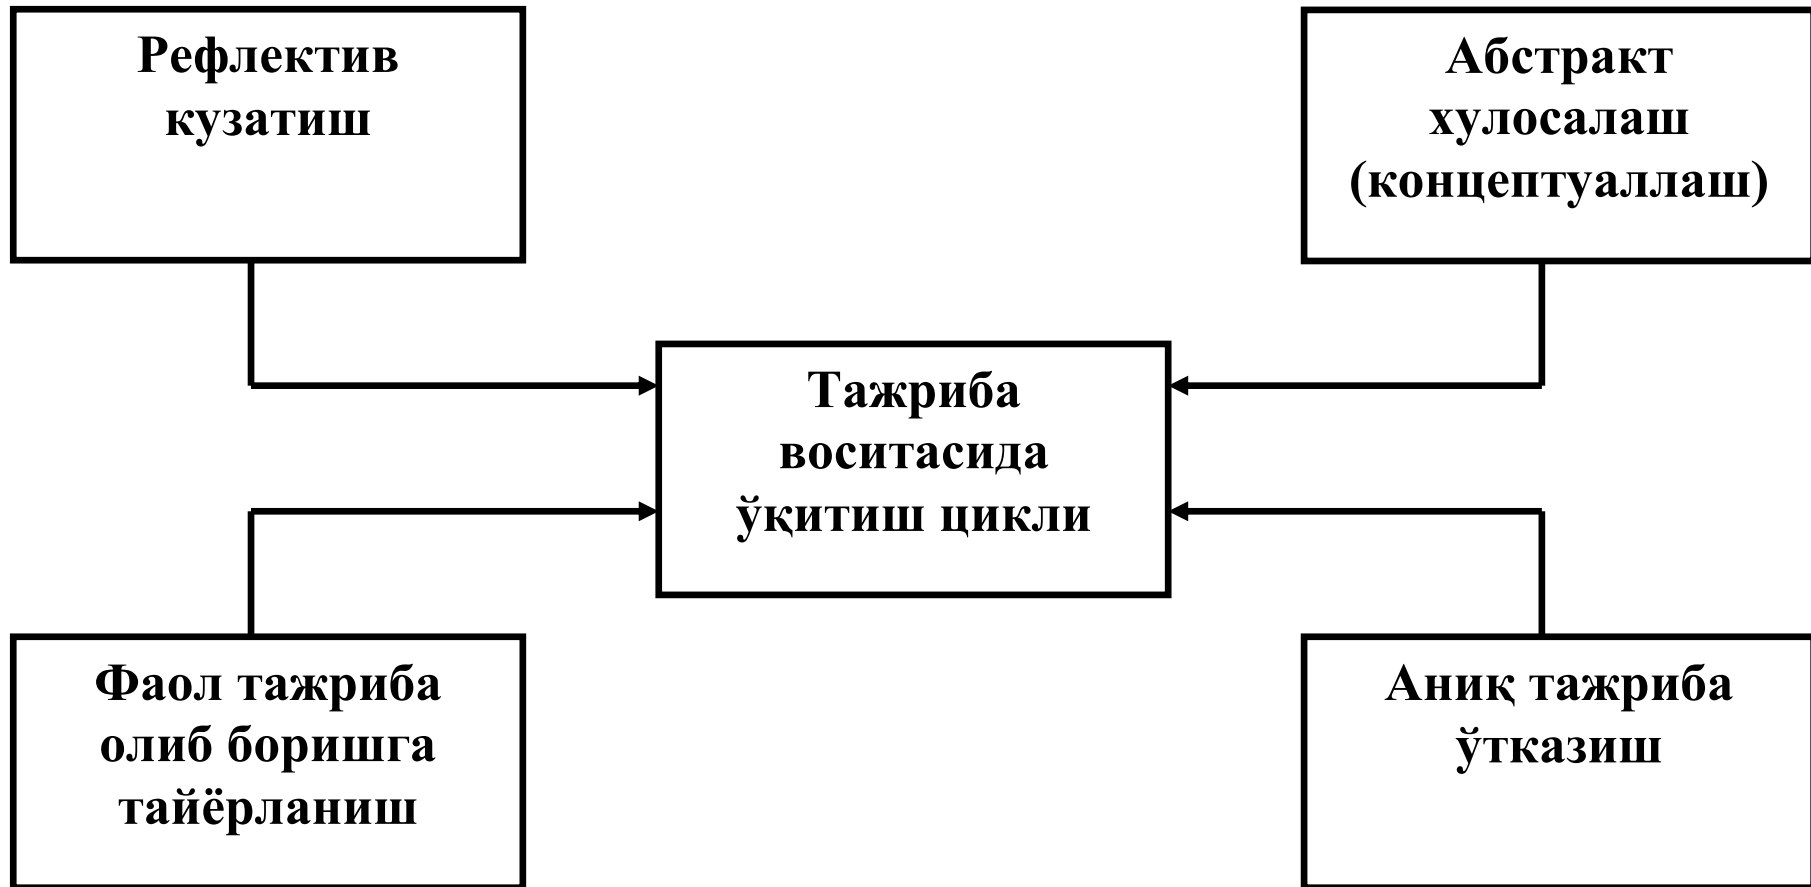 Рефлектив
кузатиш
Абстракт
хулосалаш
(концептуаллаш)
Тажриба
воситасида
ўқитиш цикли
Фаол тажриба
олиб боришга
тайёрланиш
Аниқ тажриба
ўтказиш